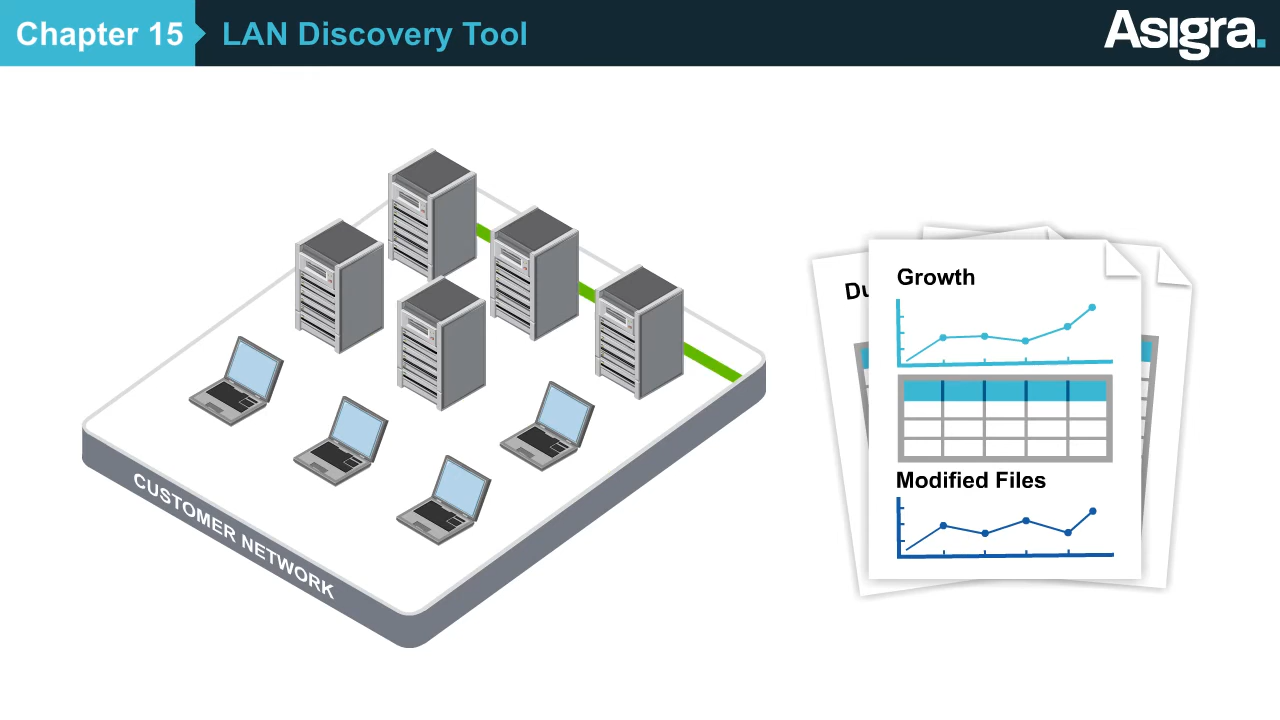 Chapter 15
LAN Discovery Tool
Asigra.
CUSTOMER NETWORK
Growth
Modified Files